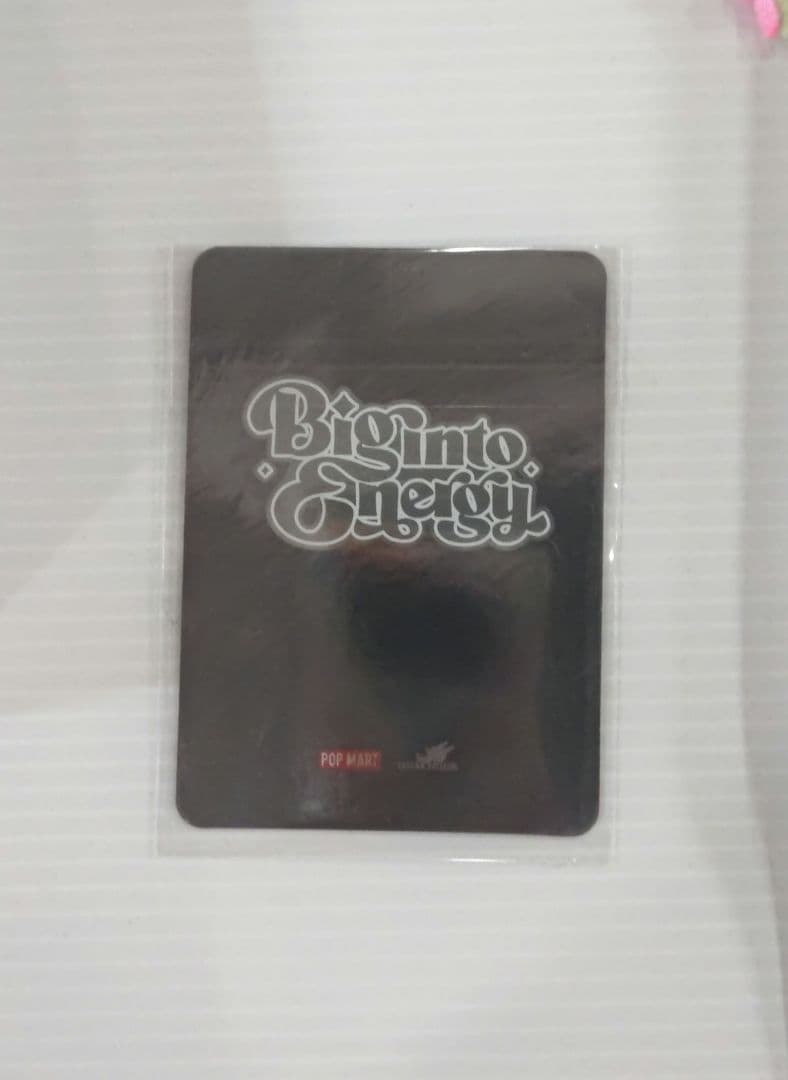 Big into
Energy
POP MART